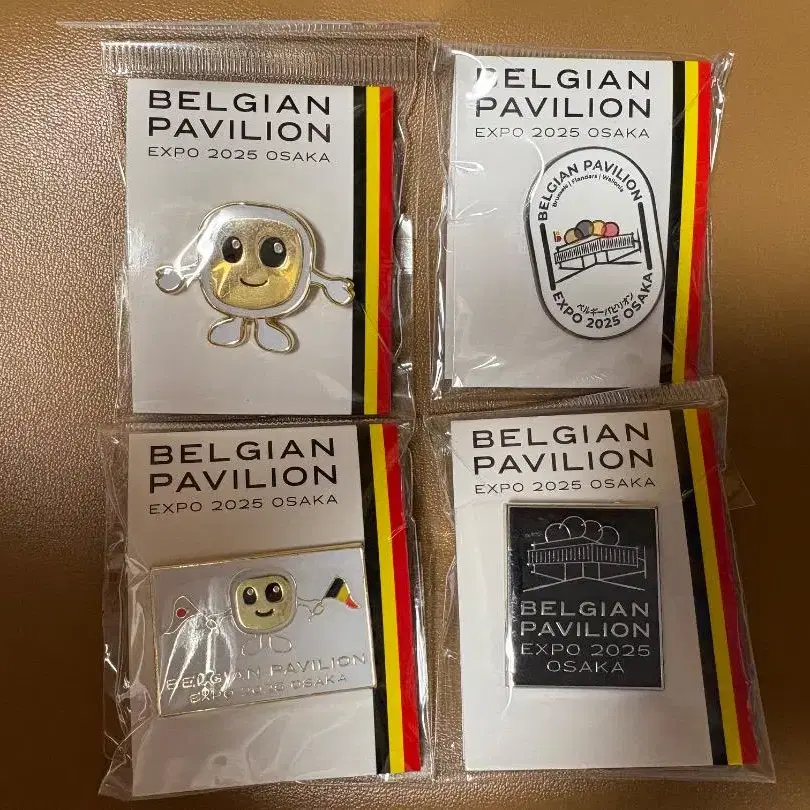 BELGIAN
PAVILION
EXPO 2025 OSAKA
BELGIAN
PAVILION
EXPO 2025 OSAKA
BELGIAN PAVILION
Brussels | Flanders | Wallonia
ベルギーパビリオン
EXPO 2025 OSAKA
BELGIAN
PAVILION
EXPO 2025 OSAKA
BELGIAN PAVILION
EXPO 2025 OSAKA
BELGIAN
PAVILION
EXPO 2025 OSAKA
BELGIAN
PAVILION
EXPO 2025
OSAKA